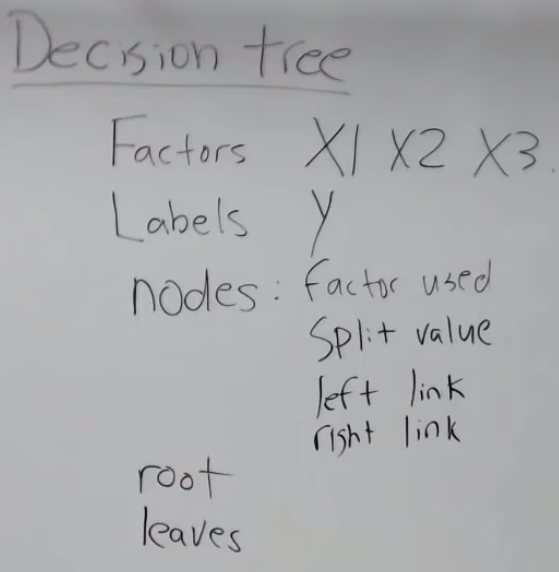 Decision tree
Factors X1 X2 X3.
Labels y
nodes: factor used
Split value
left link
right link
root
leaves